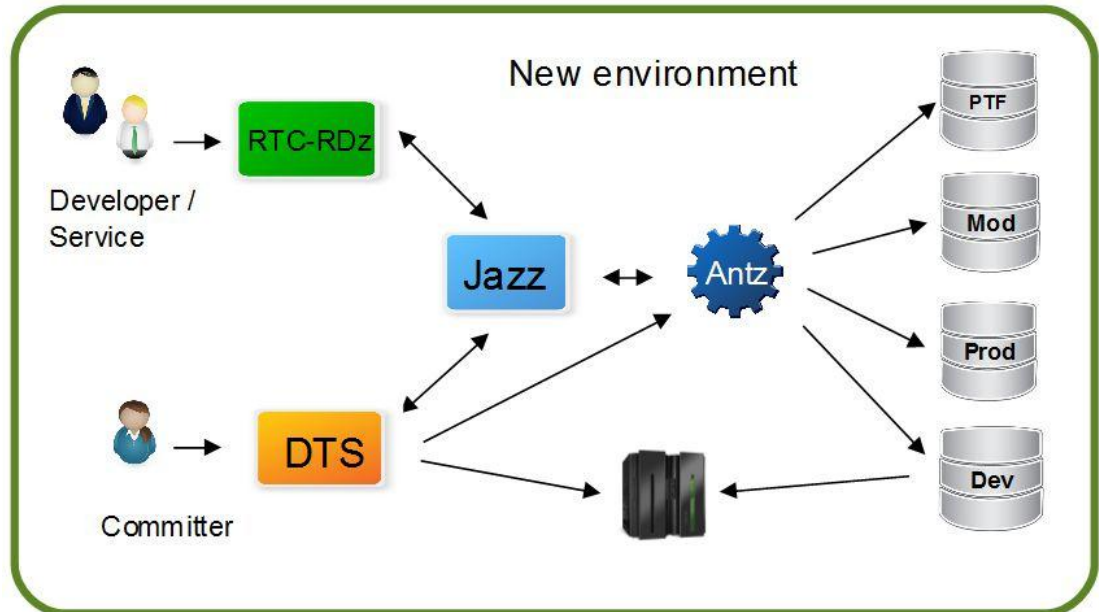 New environment
PTF
RTC-RDz
Developer /
Service
Mod
Jazz
Antz
Prod
DTS
Dev
Committer